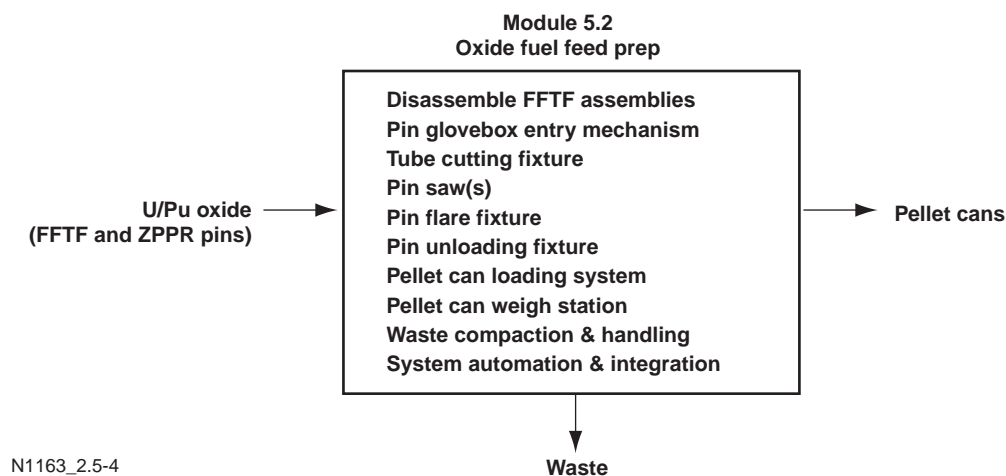 Module 5.2
Oxide fuel feed prep
Disassemble FFTF assemblies
Pin glovebox entry mechanism
Tube cutting fixture
Pin saw(s)
Pin flare fixture
Pin unloading fixture
Pellet can loading system
Pellet can weigh station
Waste compaction & handling
System automation & integration
U/Pu oxide
(FFTF and ZPPR pins)
Pellet cans
Waste
N1163_2.5-4